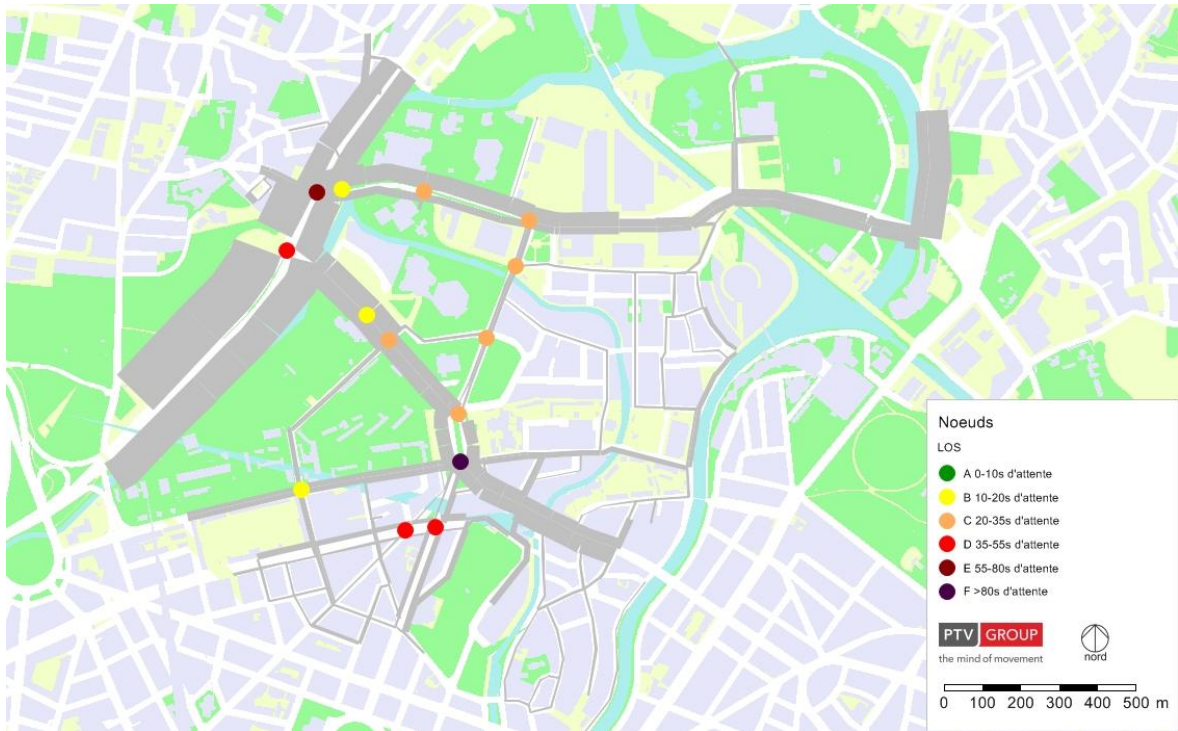 Noeuds
LOS
A 0-10s d'attente
B 10-20s d'attente
C 20-35s d'attente
D 35-55s d'attente
E 55-80s d'attente
F >80s d'attente
PTV GROUP
the mind of movement
nord
0 100 200 300 400 500 m